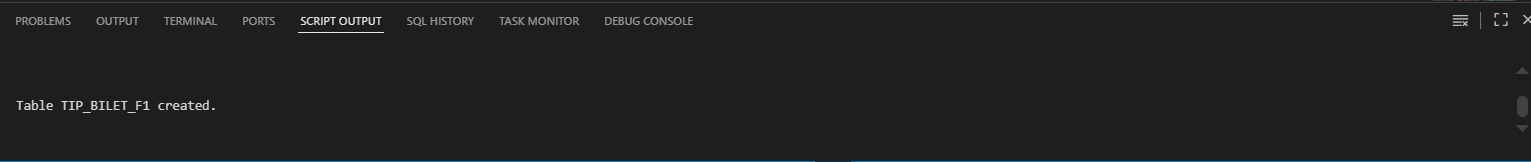 PROBLEMS OUTPUT TERMINAL PORTS SCRIPT OUTPUT SQL HISTORY TASK MONITOR DEBUG CONSOLE
Table TIP_BILET_F1 created.